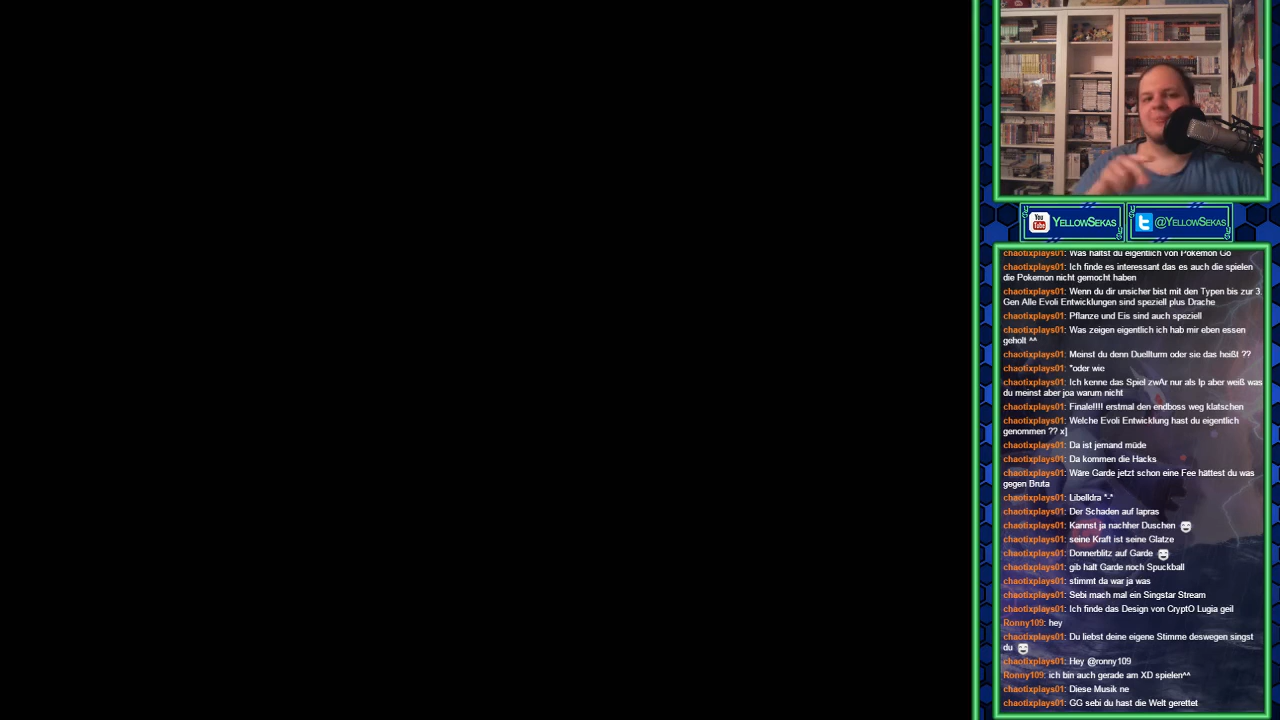 You
Tube
YellowSekas
@YellowSekas
chaotixplays01: Was hältst du eigentlich von Pokemon Go
chaotixplays01: Ich finde es interessant das es auch die spielen
die Pokemon nicht gemocht haben
chaotixplays01: Wenn du dir unsicher bist mit den Typen bis zur 3.
Gen Alle Evoli Entwicklungen sind speziell plus Drache
chaotixplays01: Pflanze und Eis sind auch speziell
chaotixplays01: Was zeigen eigentlich ich hab mir eben essen
geholt ^^
chaotixplays01: Meinst du denn Duellturm oder sie das heißt ??
chaotixplays01: *oder wie
chaotixplays01: Ich kenne das Spiel zwAr nur als lp aber weiß was
du meinst aber joa warum nicht
chaotixplays01: Finale!!!! erstmal den endboss weg klatschen
chaotixplays01: Welche Evoli Entwicklung hast du eigentlich
genommen ?? x]
chaotixplays01: Da ist jemand müde
chaotixplays01: Da kommen die Hacks
chaotixplays01: Wäre Garde jetzt schon eine Fee hättest du was
gegen Bruta
chaotixplays01: Libelldra *-*
chaotixplays01: Der Schaden auf lapras
chaotixplays01: Kannst ja nachher Duschen
chaotixplays01: seine Kraft ist seine Glatze
chaotixplays01: Donnerblitz auf Garde
chaotixplays01: gib halt Garde noch Spuckball
chaotixplays01: stimmt da war ja was
chaotixplays01: Sebi mach mal ein Singstar Stream
chaotixplays01: Ich finde das Design von CryptO Lugia geil
Ronny109: hey
chaotixplays01: Du liebst deine eigene Stimme deswegen singst
du
chaotixplays01: Hey @ronny109
Ronny109: ich bin auch gerade am XD spielen^^
chaotixplays01: Diese Musik ne
chaotixplays01: GG sebi du hast die Welt gerettet